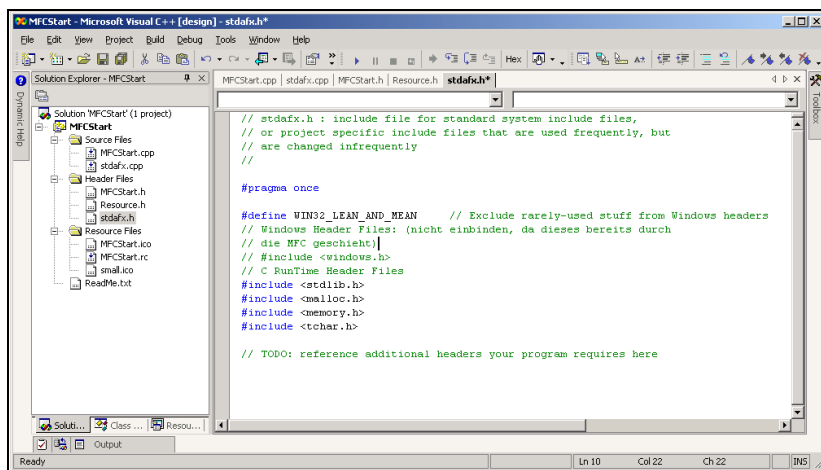 MFCStart - Microsoft Visual C++ [design] - stdafx.h*
File Edit View Project Build Debug Tools Window Help
Hex
Solution Explorer - MFCStart
MFCStart.cpp | stdafx.cpp | MFCStart.h | Resource.h stdafx.h*
Dynamic Help
Toolbox
Solution 'MFCStart' (1 project)
MFCStart
Source Files
MFCStart.cpp
stdafx.cpp
Header Files
MFCStart.h
Resource.h
stdafx.h
Resource Files
MFCStart.ico
MFCStart.rc
small.ico
ReadMe.txt
// stdafx.h : include file for standard system include files,
// or project specific include files that are used frequently, but
// are changed infrequently
//
#pragma once
#define WIN32_LEAN_AND_MEAN // Exclude rarely-used stuff from Windows headers
// Windows Header Files: (nicht einbinden, da dieses bereits durch
// die MFC geschieht)
// #include <windows.h>
// C RunTime Header Files
#include <stdlib.h>
#include <malloc.h>
#include <memory.h>
#include <tchar.h>
// TODO: reference additional headers your program requires here
Soluti... Class ... Resou...
Output
Ready Ln 10 Col 22 Ch 22 INS